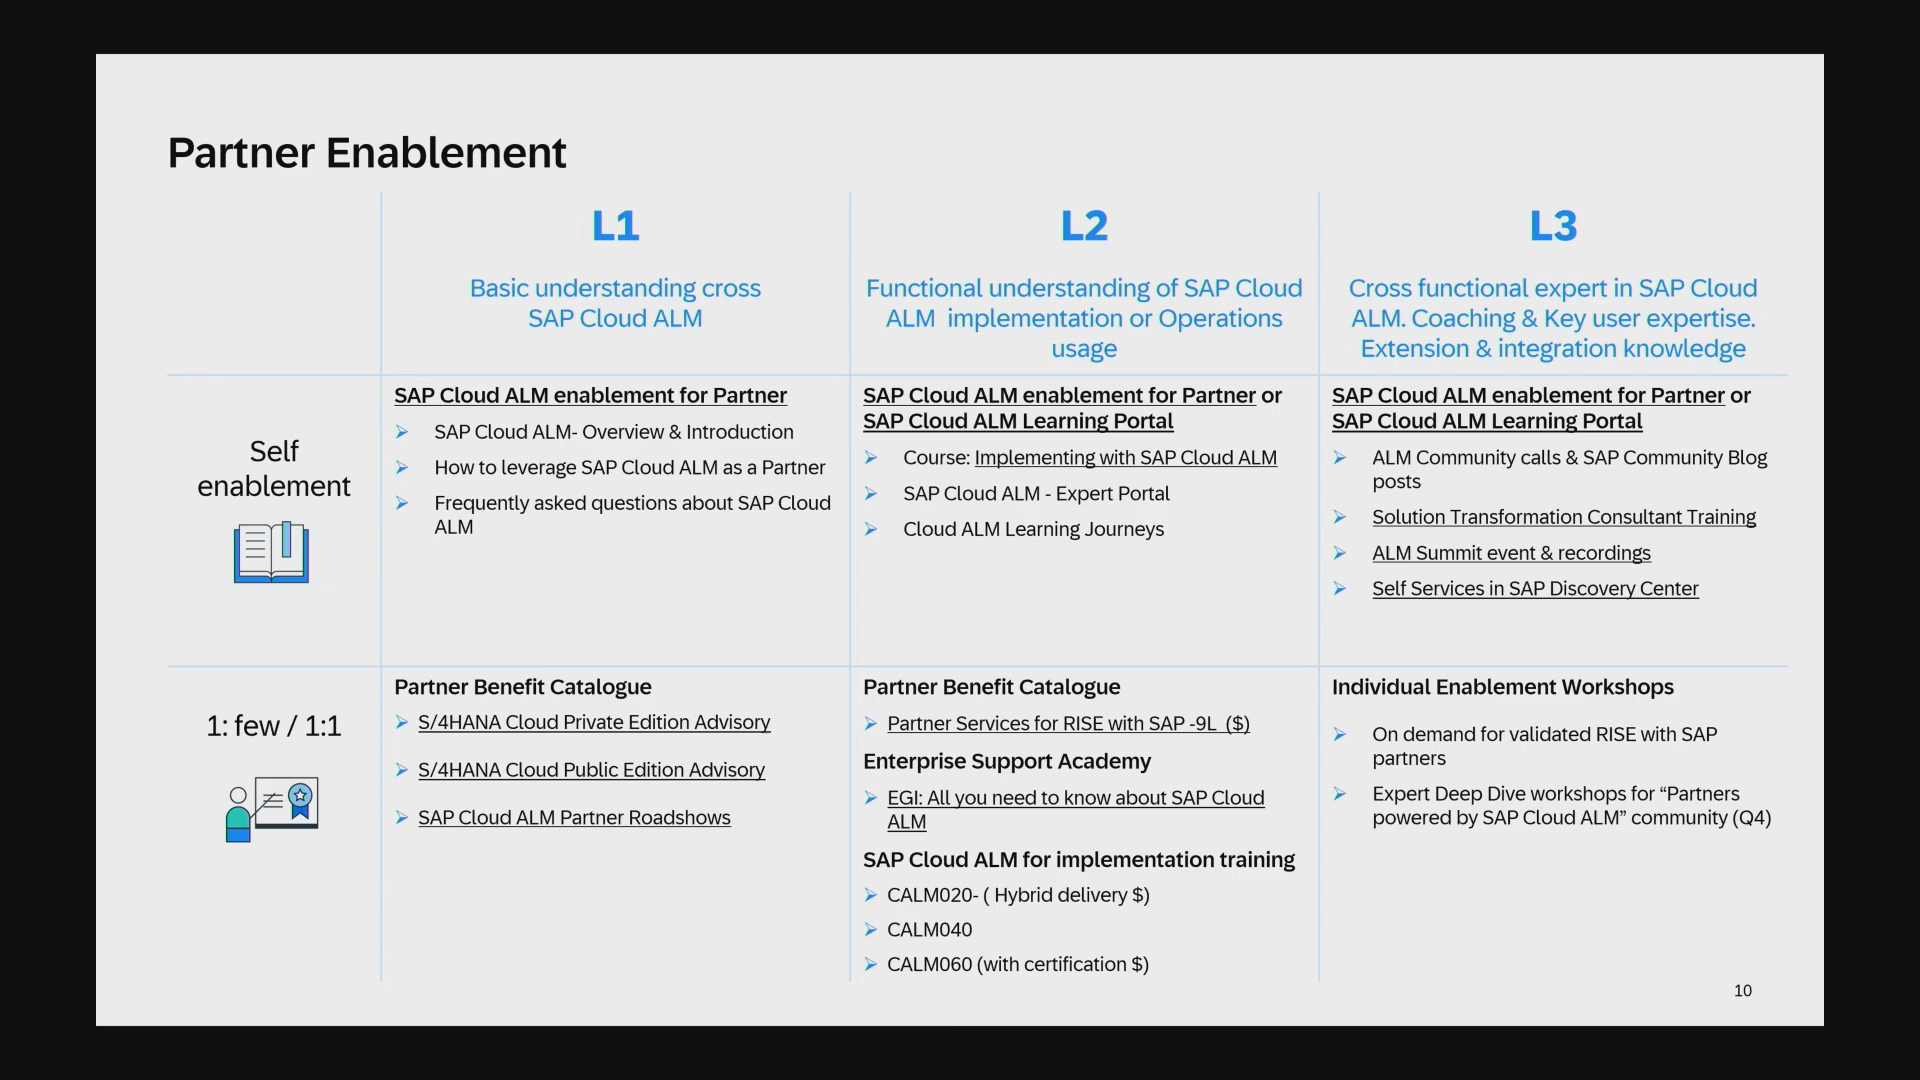 Partner Enablement
L1
Basic understanding cross
SAP Cloud ALM
L2
Functional understanding of SAP Cloud
ALM  implementation or Operations
usage
L3
Cross functional expert in SAP Cloud
ALM. Coaching & Key user expertise.
Extension & integration knowledge
Self
enablement
SAP Cloud ALM enablement for Partner
SAP Cloud ALM- Overview & Introduction
How to leverage SAP Cloud ALM as a Partner
Frequently asked questions about SAP Cloud
ALM
SAP Cloud ALM enablement for Partner or
SAP Cloud ALM Learning Portal
Course: Implementing with SAP Cloud ALM
SAP Cloud ALM - Expert Portal
Cloud ALM Learning Journeys
SAP Cloud ALM enablement for Partner or
SAP Cloud ALM Learning Portal
ALM Community calls & SAP Community Blog
posts
Solution Transformation Consultant Training
ALM Summit event & recordings
Self Services in SAP Discovery Center
1: few / 1:1
Partner Benefit Catalogue
S/4HANA Cloud Private Edition Advisory
S/4HANA Cloud Public Edition Advisory
SAP Cloud ALM Partner Roadshows
Partner Benefit Catalogue
Partner Services for RISE with SAP -9L  ($)
Enterprise Support Academy
EGI: All you need to know about SAP Cloud
ALM
SAP Cloud ALM for implementation training
CALM020- ( Hybrid delivery $)
CALM040
CALM060 (with certification $)
Individual Enablement Workshops
On demand for validated RISE with SAP
partners
Expert Deep Dive workshops for “Partners
powered by SAP Cloud ALM” community (Q4)
10